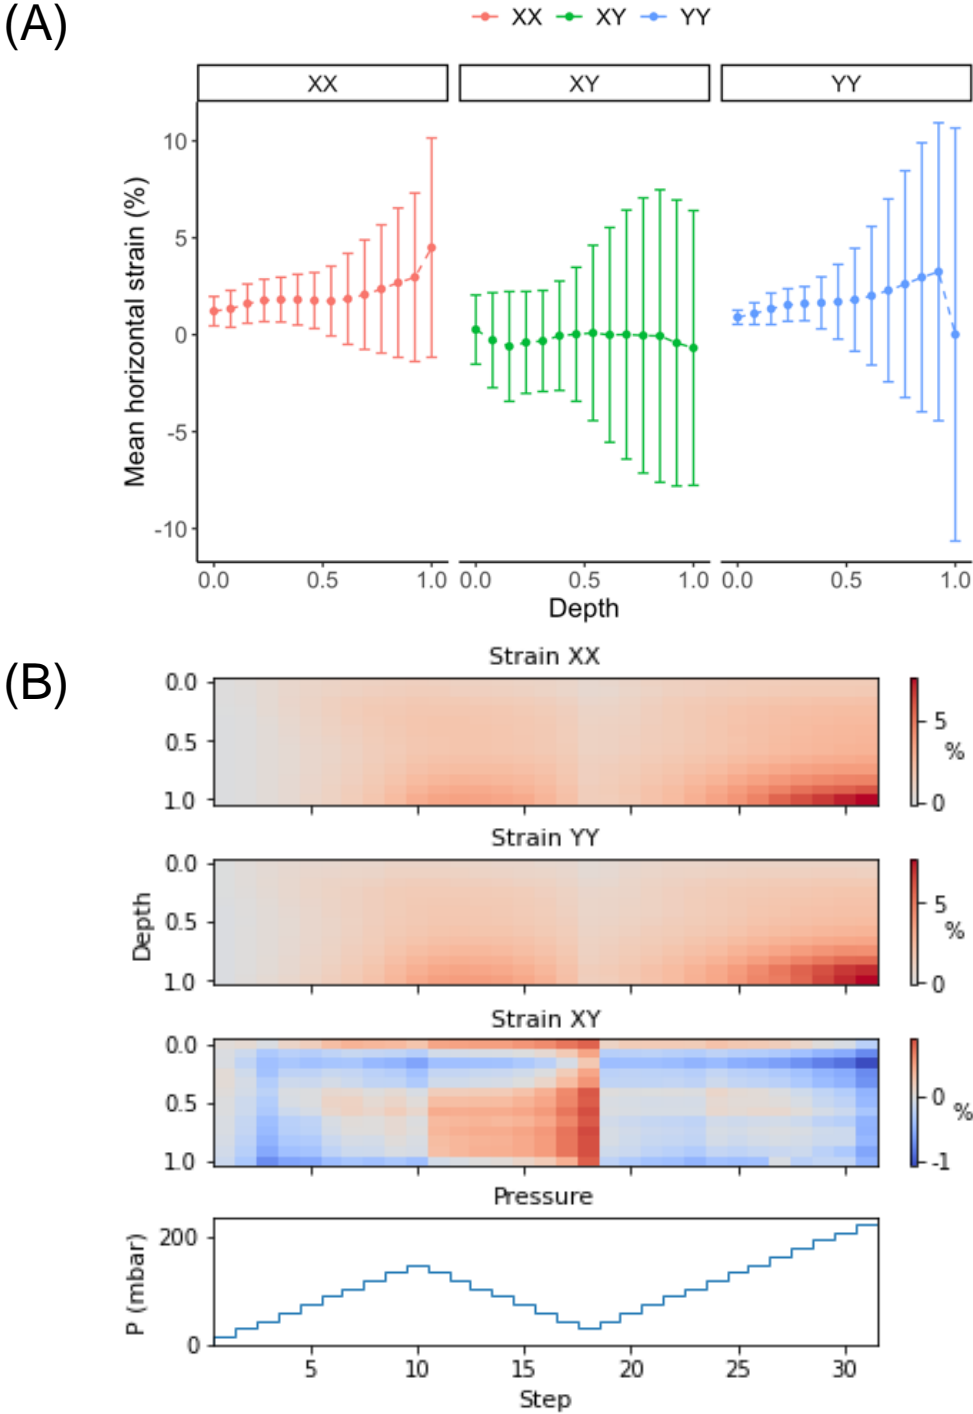 (A)
XX XY YY
XX XY YY
Mean horizontal strain (%)
10
5
0
-5
-10
0.0 0.5 1.0 0.0 0.5 1.0 0.0 0.5 1.0
Depth
(B)
Strain XX
0.0
0.5
1.0
5
%
0
Strain YY
Depth
0.0
0.5
1.0
5
%
0
Strain XY
0.0
0.5
1.0
0
%
-1
Pressure
P (mbar)
200
0
5 10 15 20 25 30
Step